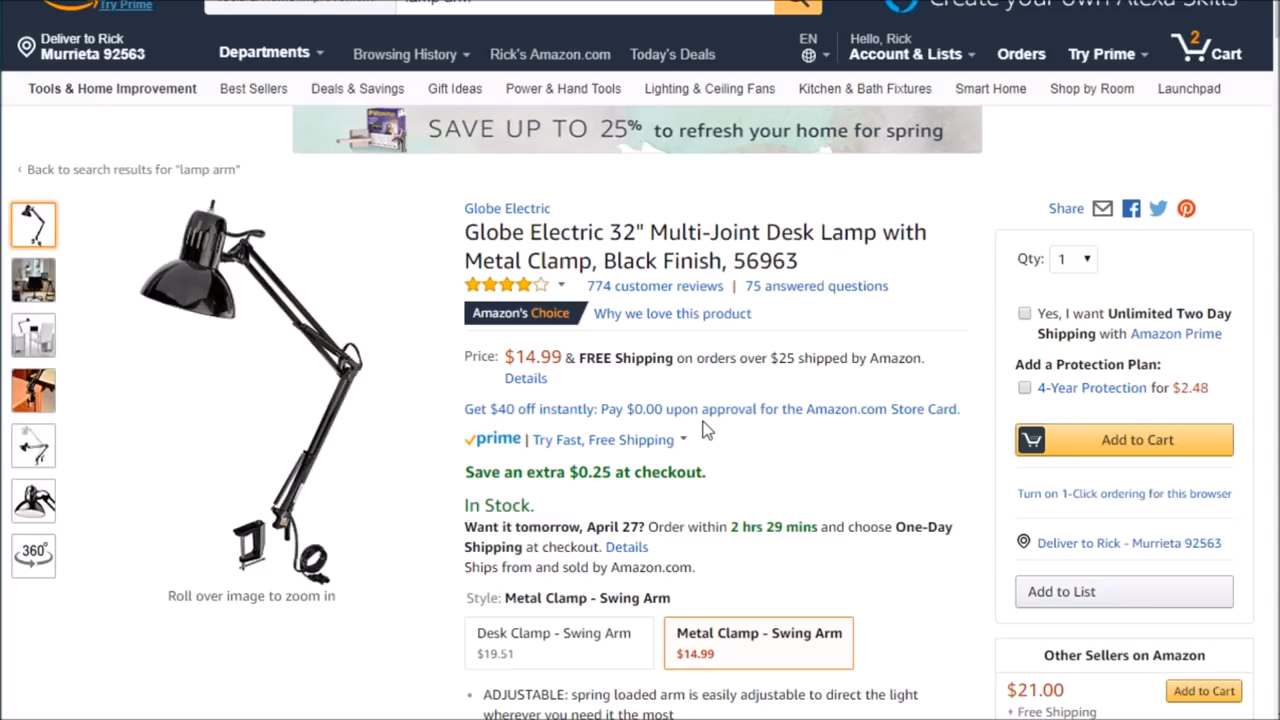 Try Prime
Deliver to Rick
Murrieta 92563
Departments
Browsing History
Rick's Amazon.com
Today's Deals
EN
Hello, Rick
Account & Lists
Orders
Try Prime
2
Cart
Tools & Home Improvement
Best Sellers
Deals & Savings
Gift Ideas
Power & Hand Tools
Lighting & Ceiling Fans
Kitchen & Bath Fixtures
Smart Home
Shop by Room
Launchpad
SAVE UP TO 25% to refresh your home for spring
‹ Back to search results for "lamp arm"
360°
Roll over image to zoom in
Globe Electric
Globe Electric 32" Multi-Joint Desk Lamp with
Metal Clamp, Black Finish, 56963
774 customer reviews | 75 answered questions
Amazon's Choice Why we love this product
Price: $14.99 & FREE Shipping on orders over $25 shipped by Amazon.
Details
Get $40 off instantly: Pay $0.00 upon approval for the Amazon.com Store Card.
prime | Try Fast, Free Shipping
Save an extra $0.25 at checkout.
In Stock.
Want it tomorrow, April 27? Order within 2 hrs 29 mins and choose One-Day
Shipping at checkout. Details
Ships from and sold by Amazon.com.
Style: Metal Clamp - Swing Arm
Desk Clamp - Swing Arm
$19.51
Metal Clamp - Swing Arm
$14.99
• ADJUSTABLE: spring loaded arm is easily adjustable to direct the light
wherever you need it the most
Share
Qty: 1
Yes, I want Unlimited Two Day
Shipping with Amazon Prime
Add a Protection Plan:
4-Year Protection for $2.48
Add to Cart
Turn on 1-Click ordering for this browser
Deliver to Rick - Murrieta 92563
Add to List
Other Sellers on Amazon
$21.00
Add to Cart
+ Free Shipping